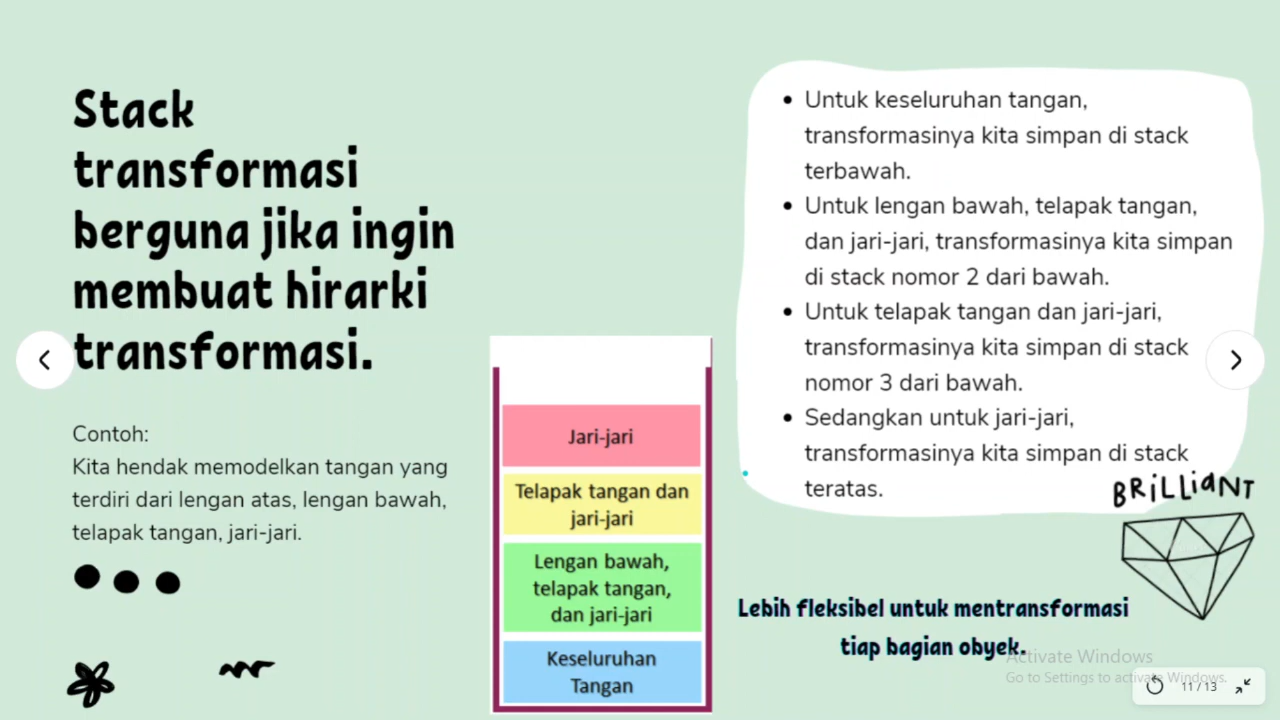 Stack
transformasi
berguna jika ingin
membuat hirarki
transformasi.
Contoh:
Kita hendak memodelkan tangan yang
terdiri dari lengan atas, lengan bawah,
telapak tangan, jari-jari.
Jari-jari
Telapak tangan dan
jari-jari
Lengan bawah,
telapak tangan,
dan jari-jari
Keseluruhan
Tangan
• Untuk keseluruhan tangan,
transformasinya kita simpan di stack
terbawah.
• Untuk lengan bawah, telapak tangan,
dan jari-jari, transformasinya kita simpan
di stack nomor 2 dari bawah.
• Untuk telapak tangan dan jari-jari,
transformasinya kita simpan di stack
nomor 3 dari bawah.
• Sedangkan untuk jari-jari,
transformasinya kita simpan di stack
teratas.
BRiLLiaNT
Lebih fleksibel untuk mentransformasi
tiap bagian obyek.
Activate Windows
Go to Settings to activate Windows.
11 / 13